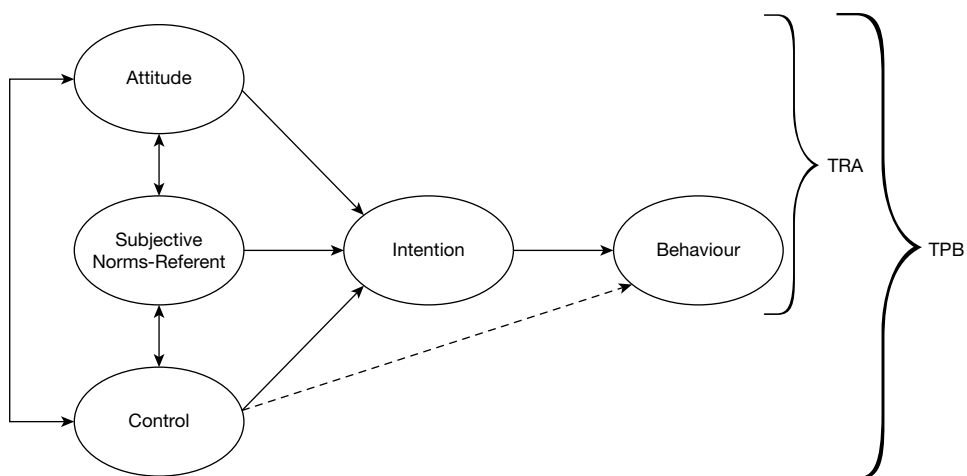 Attitude
TRA
Subjective
Norms-Referent
Intention
Behaviour
TPB
Control